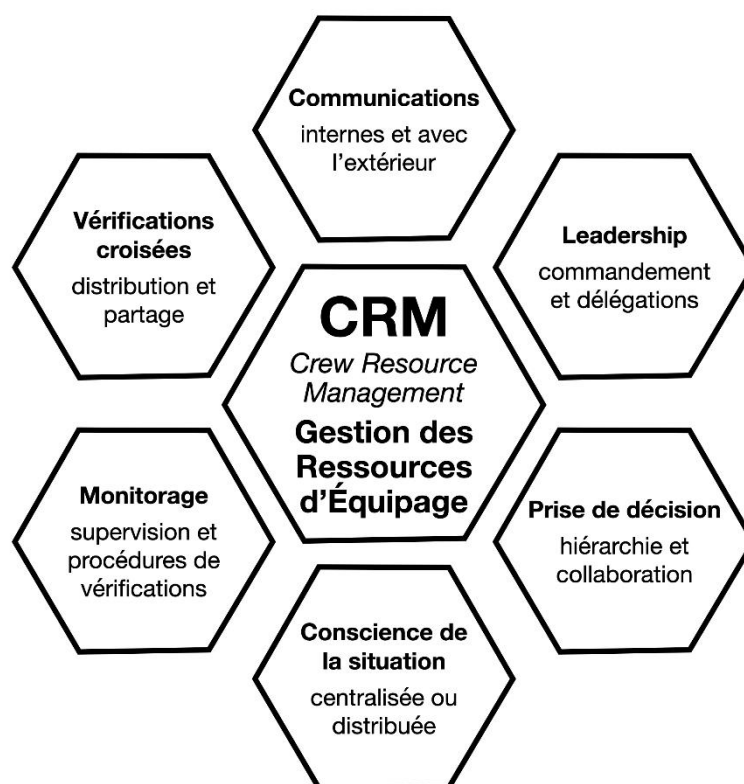 Communications
internes et avec
l’extérieur
Vérifications
croisées
distribution et
partage
Leadership
commandement
et délégations
CRM
Crew Resource
Management
Gestion des
Ressources
d’Équipage
Monitorage
supervision et
procédures de
vérifications
Prise de décision
hiérarchie et
collaboration
Conscience de
la situation
centralisée ou
distribuée